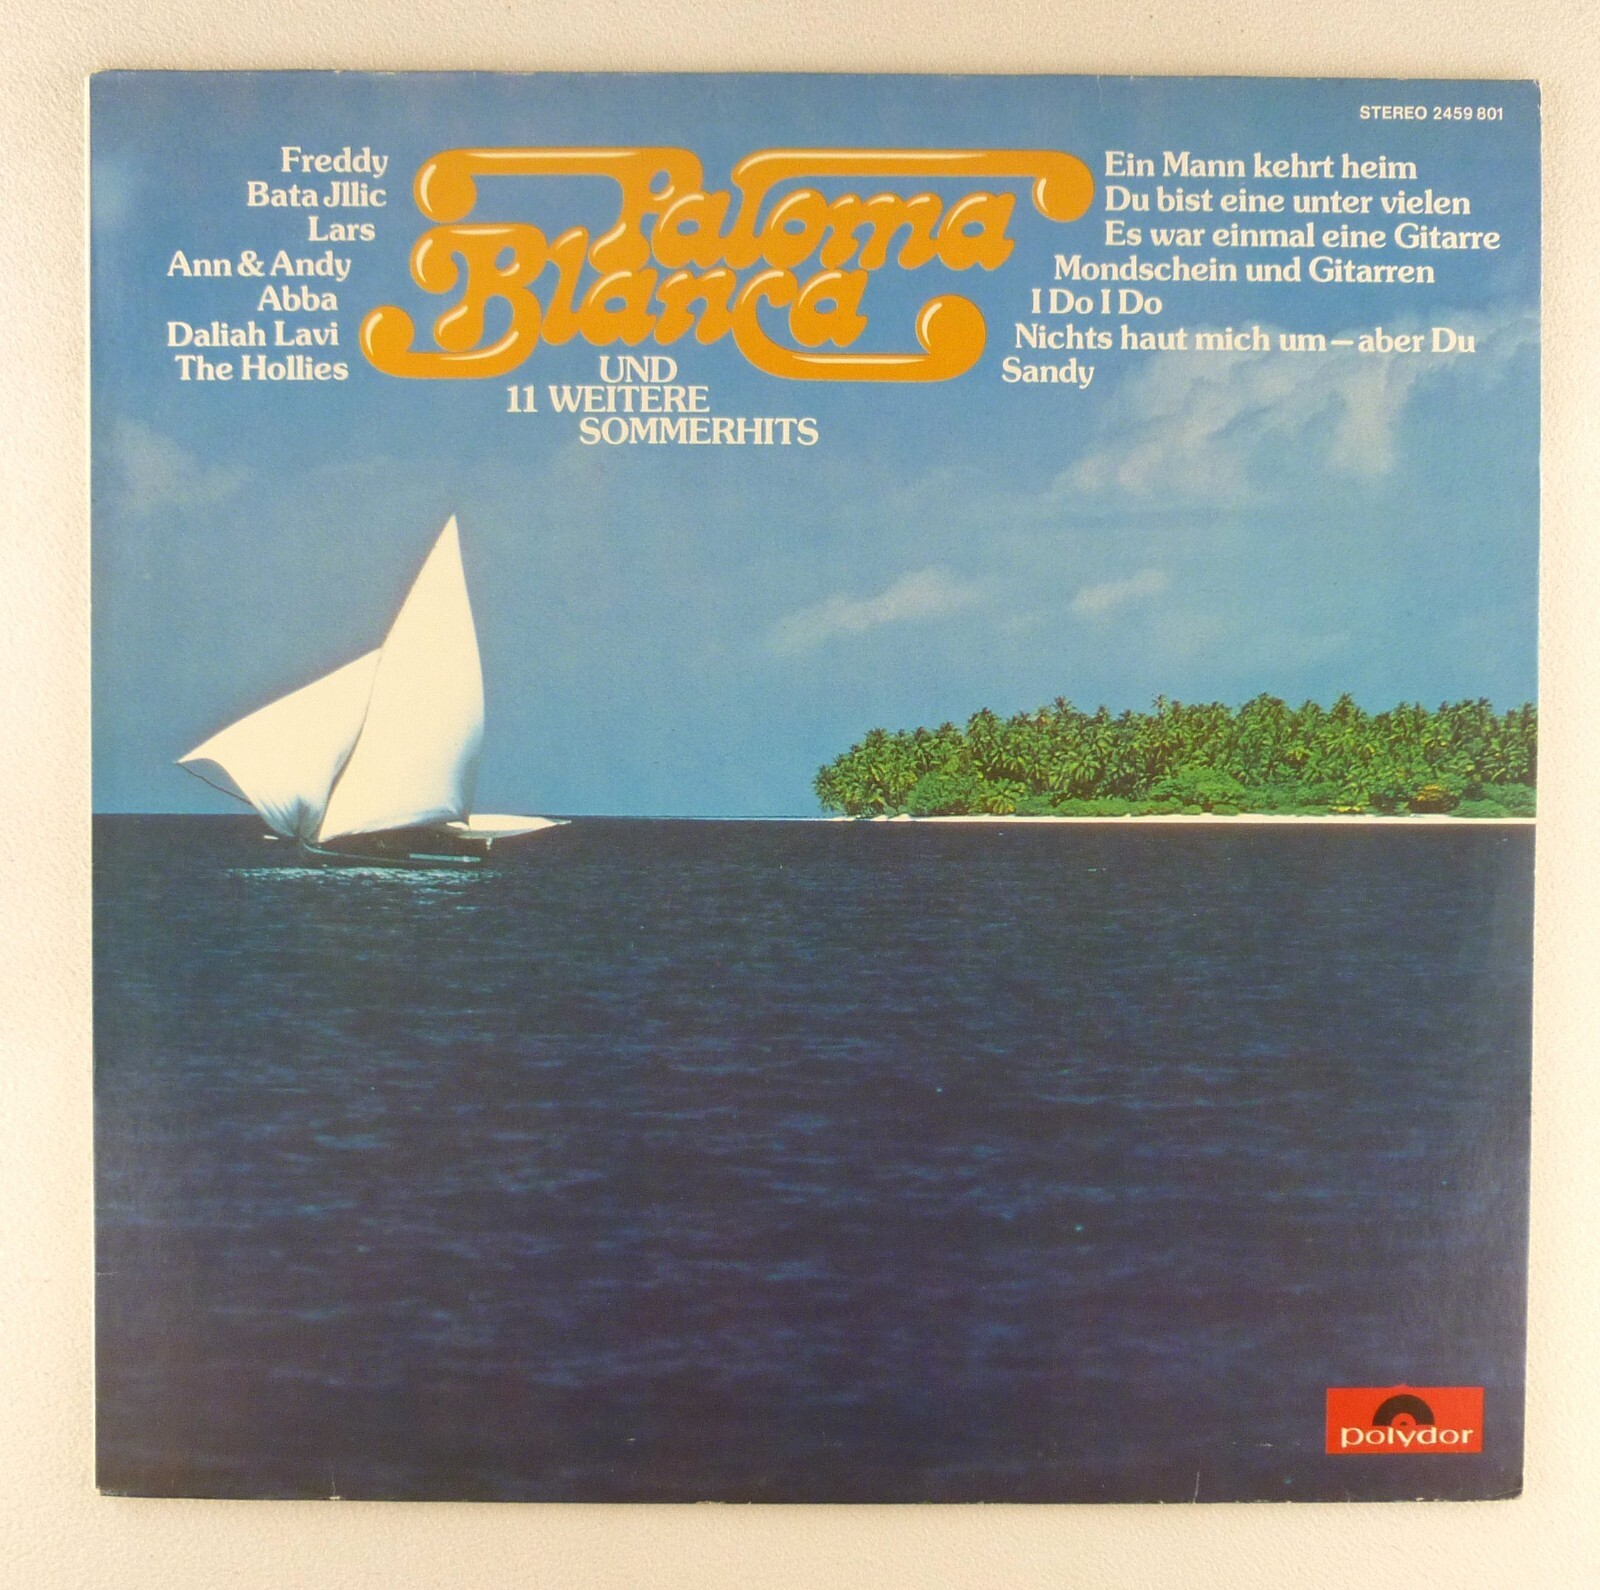 STEREO 2459 801
Freddy
Bata Jllic
Lars
Ann & Andy
Abba
Daliah Lavi
The Hollies
Paloma
Blanca
UND
11 WEITERE
SOMMERHITS
Ein Mann kehrt heim
Du bist eine unter vielen
Es war einmal eine Gitarre
Mondschein und Gitarren
I Do I Do
Nichts haut mich um – aber Du
Sandy
polydor